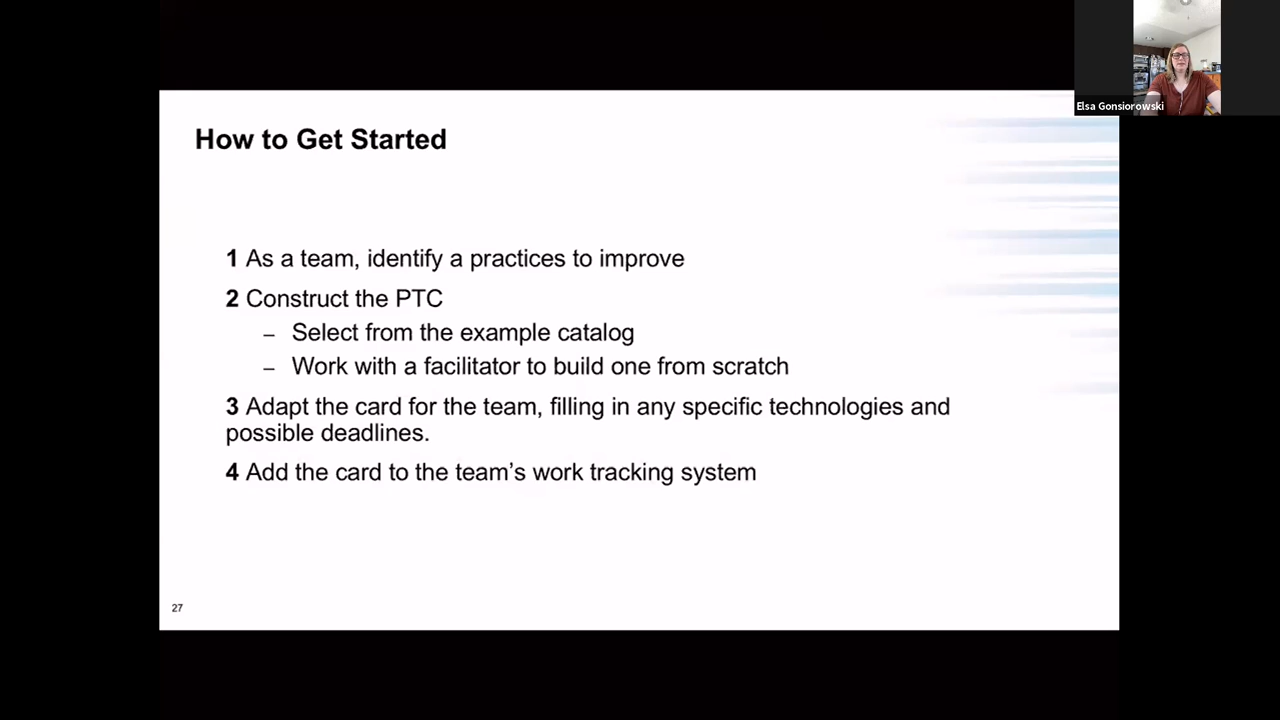 Elsa Gonsiorowski
How to Get Started
1 As a team, identify a practices to improve
2 Construct the PTC
– Select from the example catalog
– Work with a facilitator to build one from scratch
3 Adapt the card for the team, filling in any specific technologies and
possible deadlines.
4 Add the card to the team’s work tracking system
27